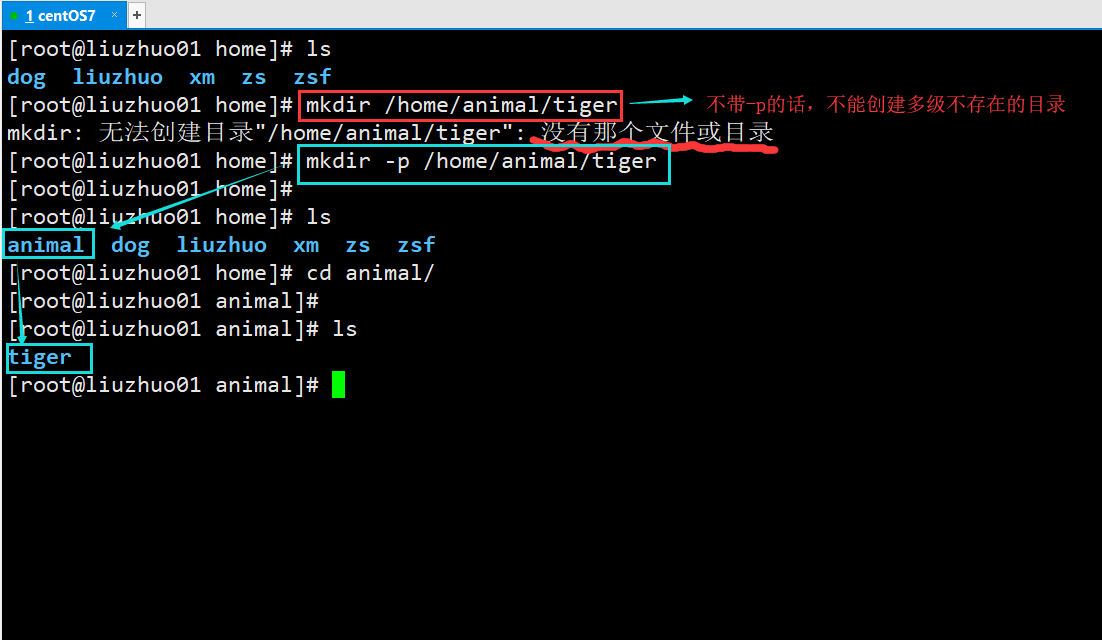 1 centOS7 × +
[root@liuzhuo01 home]# ls
dog liuzhuo xm zs zsf
[root@liuzhuo01 home]# mkdir /home/animal/tiger 不带-p的话，不能创建多级不存在的目录
mkdir: 无法创建目录"/home/animal/tiger": 没有那个文件或目录
[root@liuzhuo01 home]# mkdir -p /home/animal/tiger
[root@liuzhuo01 home]#
[root@liuzhuo01 home]# ls
animal dog liuzhuo xm zs zsf
[root@liuzhuo01 home]# cd animal/
[root@liuzhuo01 animal]#
[root@liuzhuo01 animal]# ls
tiger
[root@liuzhuo01 animal]#